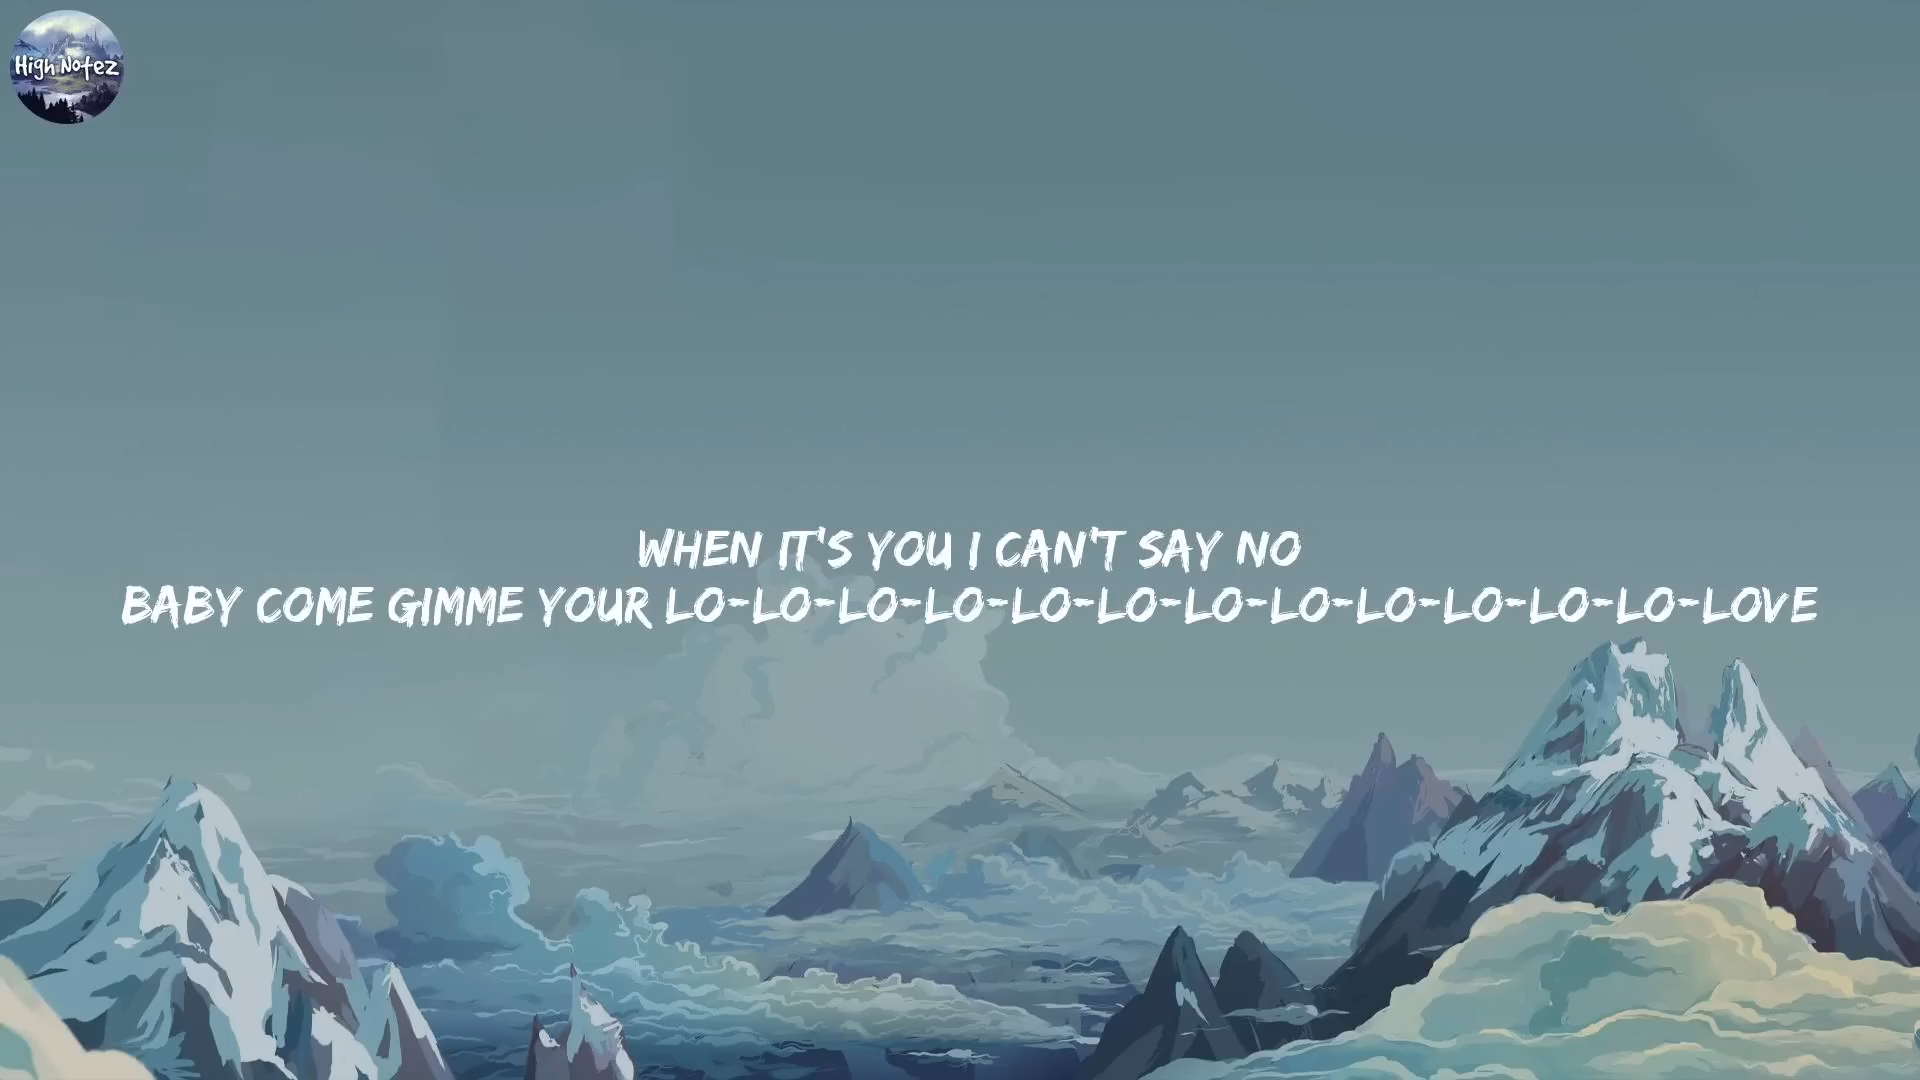 High Notez
WHEN IT'S YOU I CAN'T SAY NO
BABY COME GIMME YOUR LO-LO-LO-LO-LO-LO-LO-LO-LO-LO-LO-LO-LOVE